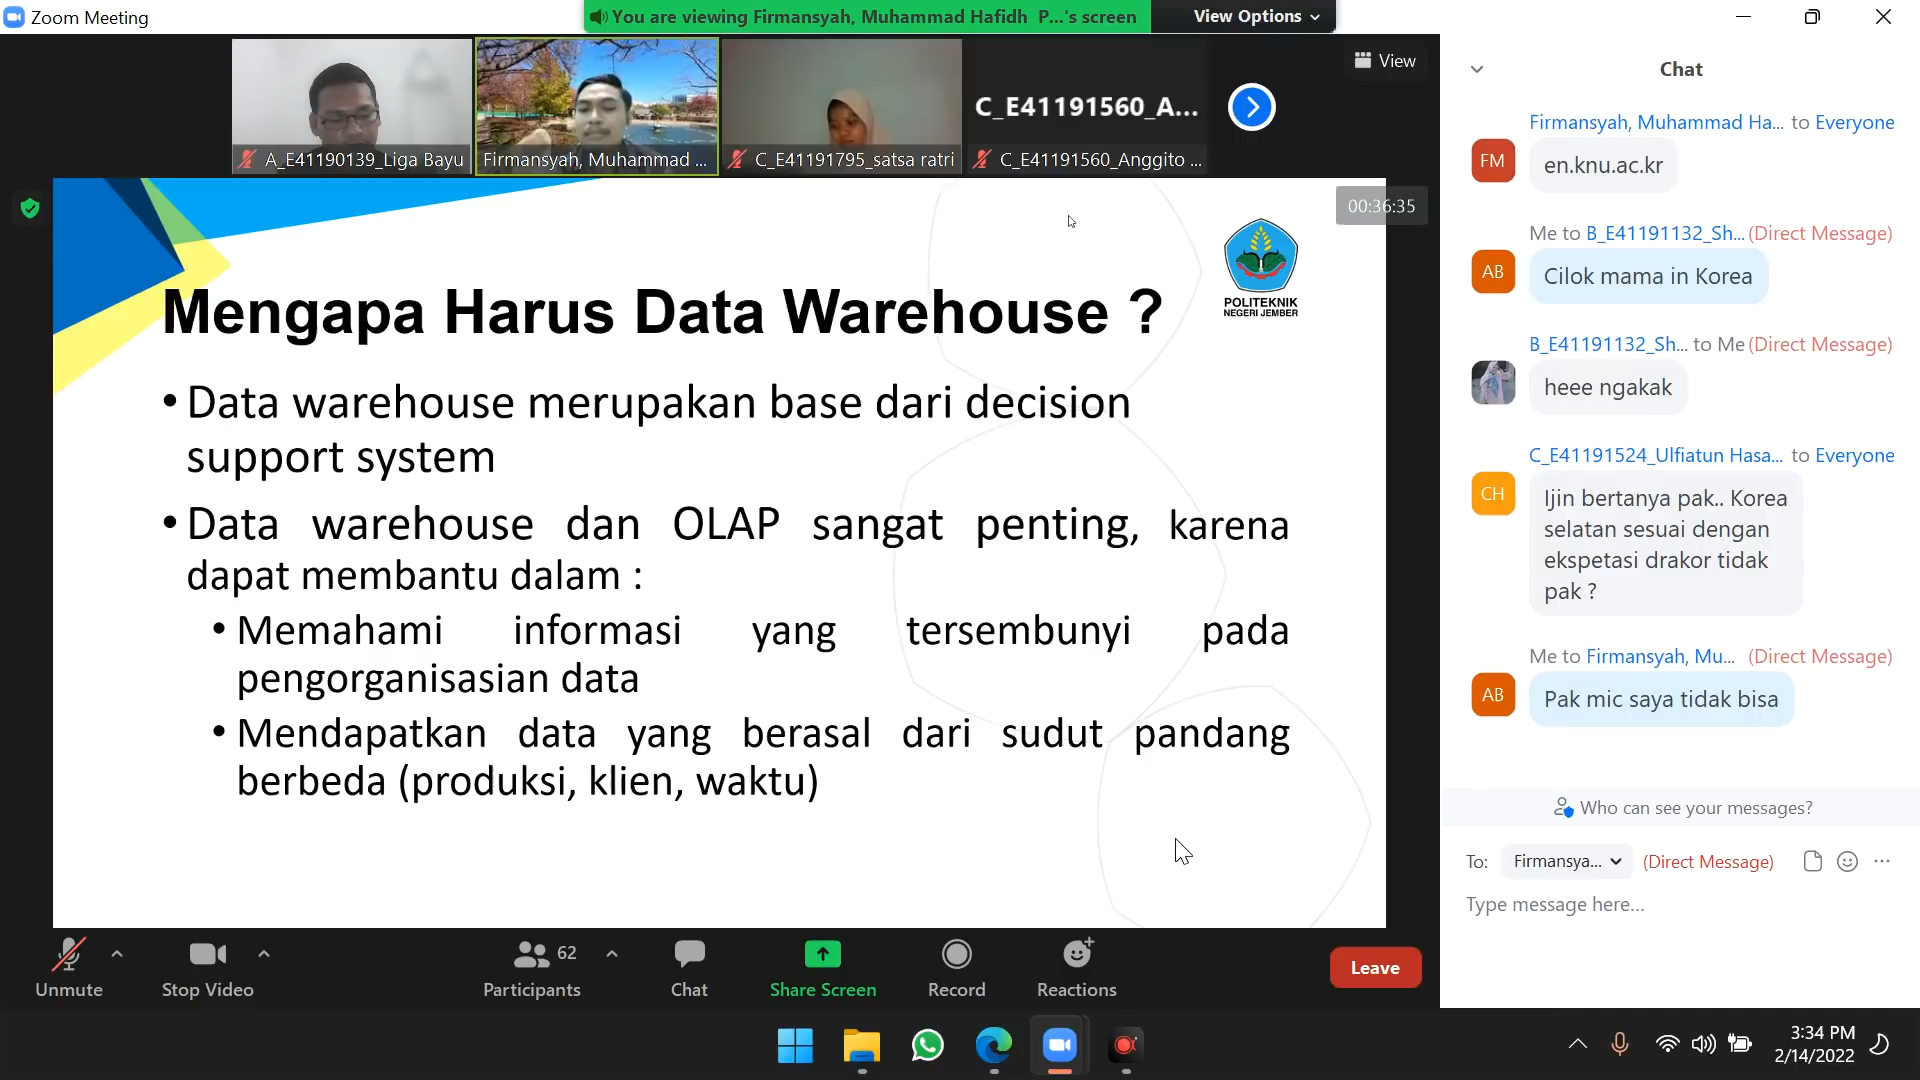 Zoom Meeting
You are viewing Firmansyah, Muhammad Hafidh P...'s screen
View Options
View
C_E41191560_A...
A_E41190139_Liga Bayu
Firmansyah, Muhammad ...
C_E41191795_satsa ratri
C_E41191560_Anggito ...
00:36:35
POLITEKNIK
NEGERI JEMBER
Mengapa Harus Data Warehouse ?
• Data warehouse merupakan base dari decision
support system
• Data warehouse dan OLAP sangat penting, karena
dapat membantu dalam :
• Memahami informasi yang tersembunyi pada
pengorganisasian data
• Mendapatkan data yang berasal dari sudut pandang
berbeda (produksi, klien, waktu)
Unmute
Stop Video
62
Participants
Chat
Share Screen
Record
Reactions
Leave
Chat
Firmansyah, Muhammad Ha... to Everyone
FM
en.knu.ac.kr
Me to B_E41191132_Sh... (Direct Message)
AB
Cilok mama in Korea
B_E41191132_Sh... to Me (Direct Message)
heee ngakak
C_E41191524_Ulfiatun Hasa... to Everyone
CH
Ijin bertanya pak.. Korea
selatan sesuai dengan
ekspetasi drakor tidak
pak ?
Me to Firmansyah, Mu... (Direct Message)
AB
Pak mic saya tidak bisa
Who can see your messages?
To: Firmansya... (Direct Message)
Type message here...
3:34 PM
2/14/2022